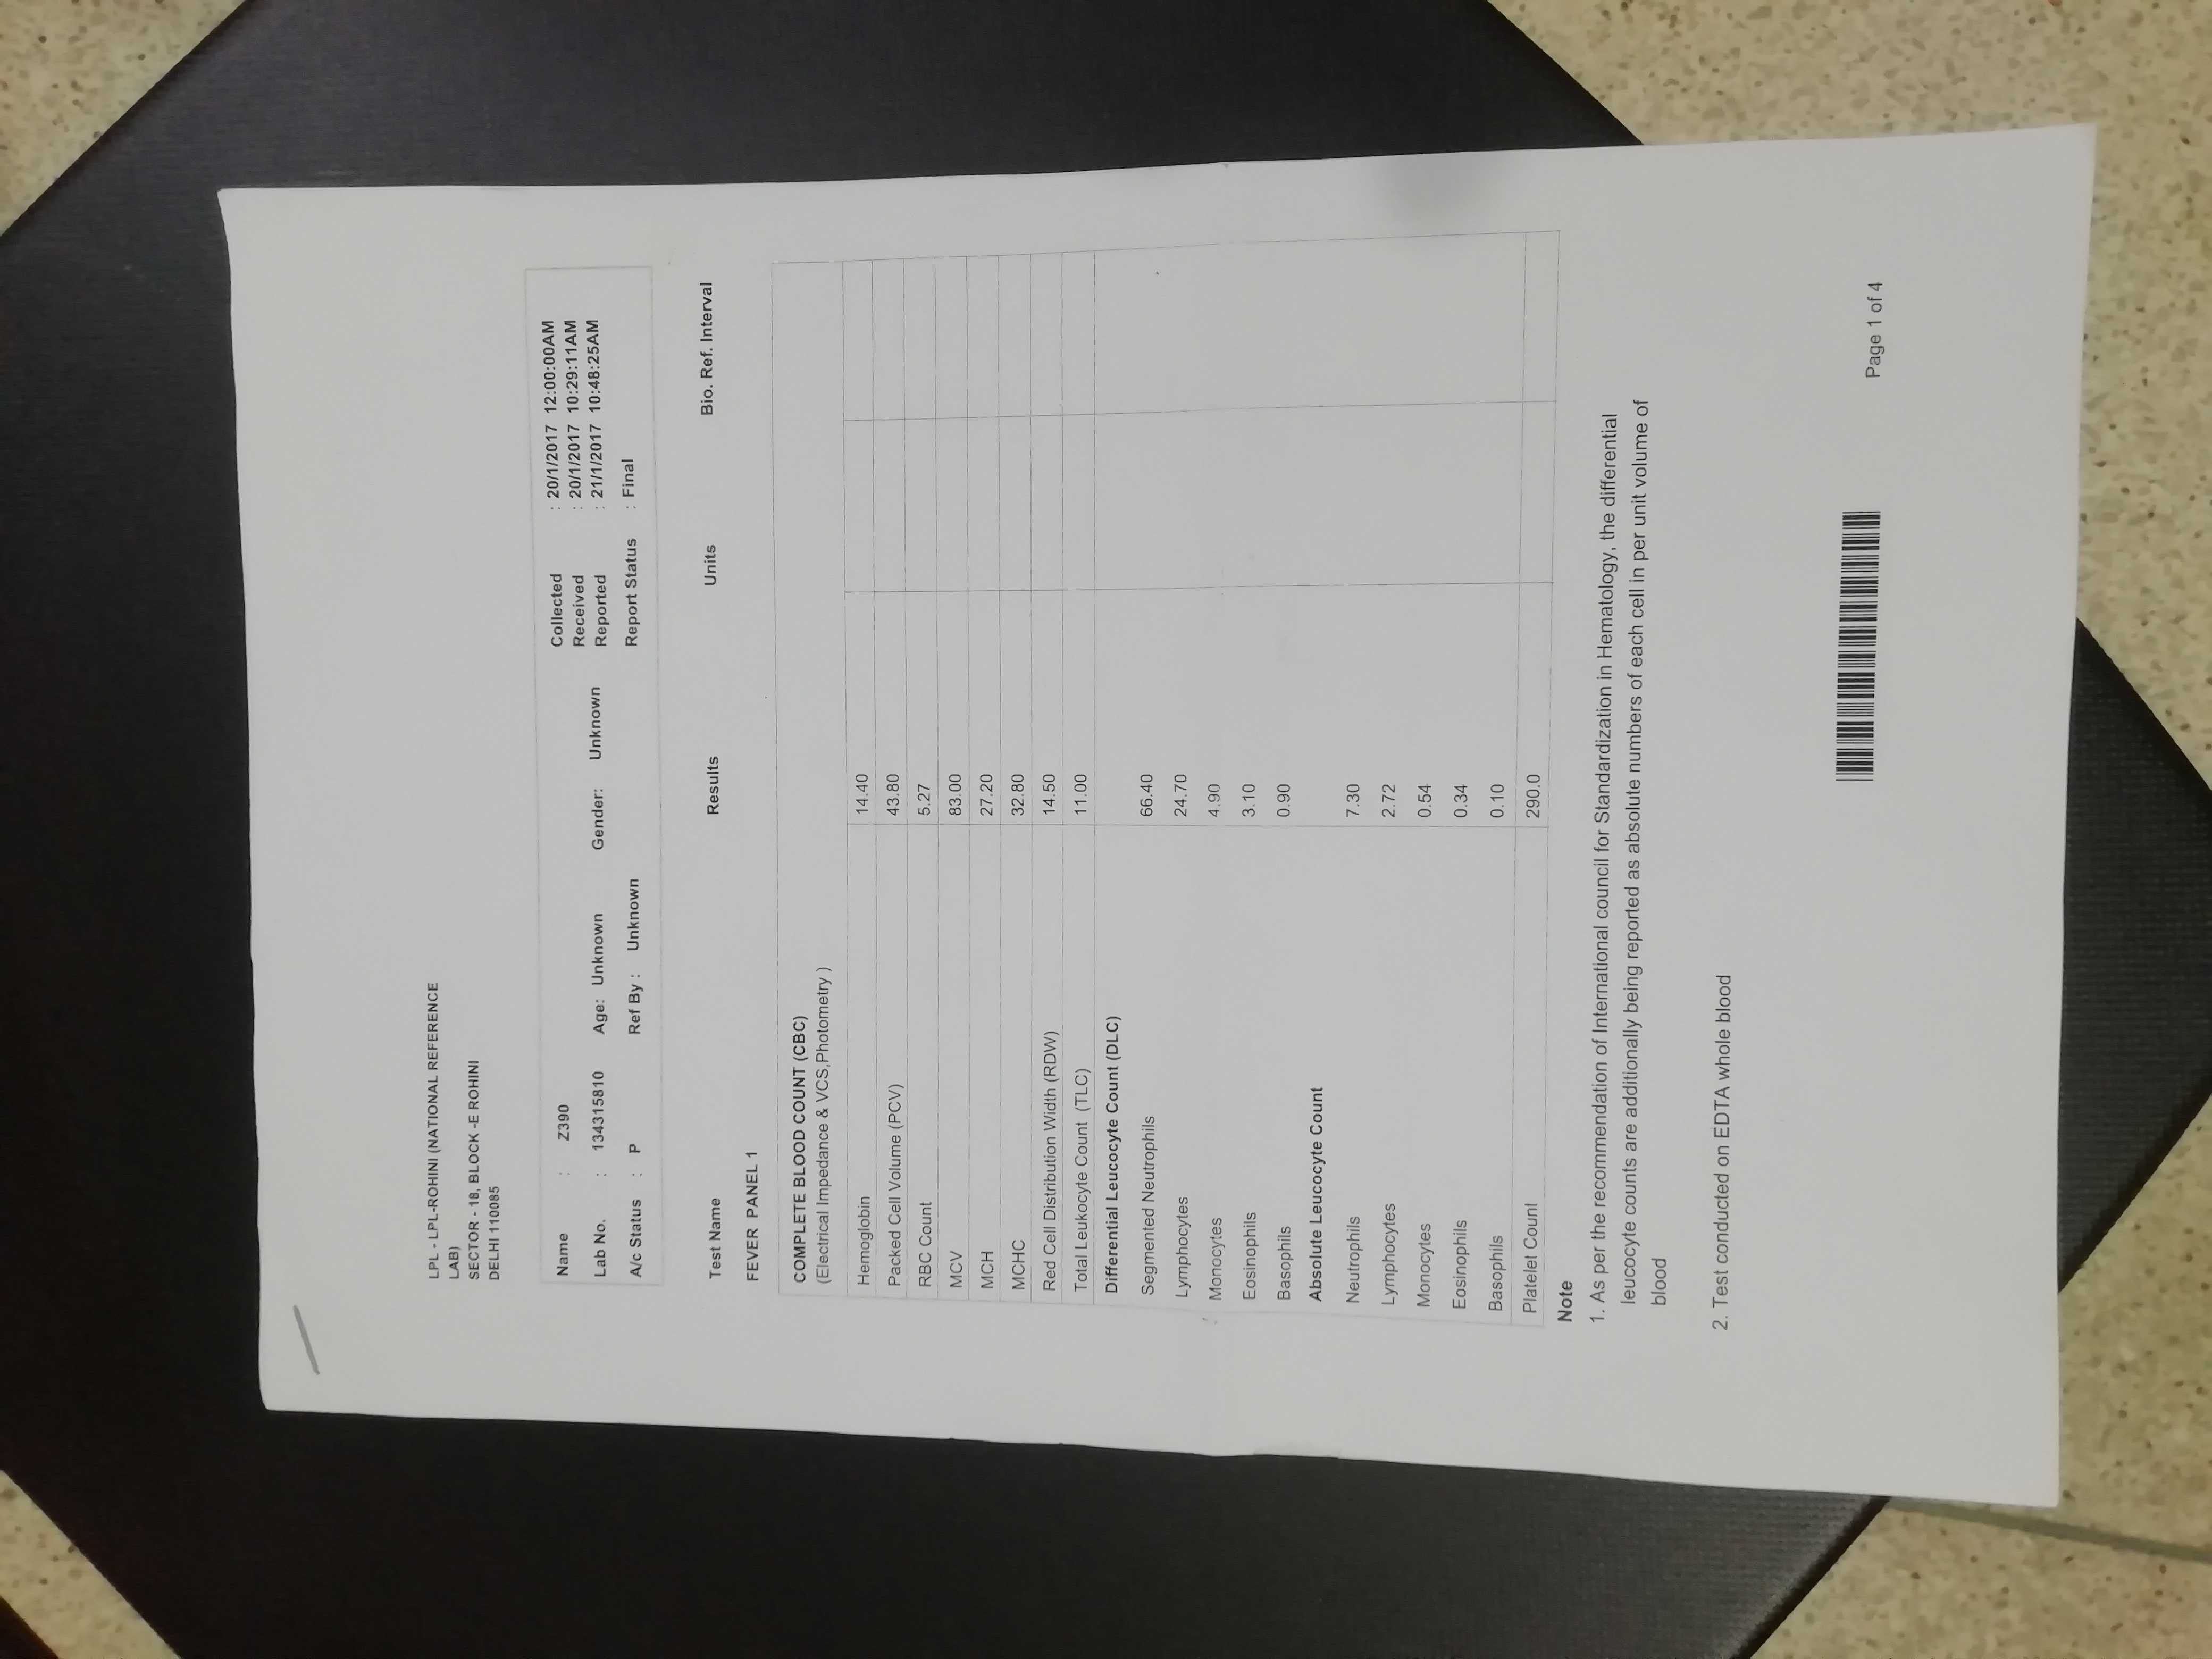 LPL - LPL-ROHINI (NATIONAL REFERENCE
LAB)
SECTOR - 18, BLOCK -E ROHINI
DELHI 110085
Name : Z390
Collected : 20/1/2017 12:00:00AM
Received : 20/1/2017 10:29:11AM
Lab No. : 134315810 Age: Unknown Gender: Unknown
Reported : 21/1/2017 10:48:25AM
A/c Status : P Ref By : Unknown
Report Status : Final
Test Name Results Units Bio. Ref. Interval
FEVER PANEL 1
COMPLETE BLOOD COUNT (CBC)
(Electrical Impedance & VCS,Photometry )
Hemoglobin 14.40
Packed Cell Volume (PCV) 43.80
RBC Count 5.27
MCV 83.00
MCH 27.20
MCHC 32.80
Red Cell Distribution Width (RDW) 14.50
Total Leukocyte Count (TLC) 11.00
Differential Leucocyte Count (DLC)
Segmented Neutrophils 66.40
Lymphocytes 24.70
Monocytes 4.90
Eosinophils 3.10
Basophils 0.90
Absolute Leucocyte Count
Neutrophils 7.30
Lymphocytes 2.72
Monocytes 0.54
Eosinophils 0.34
Basophils 0.10
Platelet Count 290.0
Note
1. As per the recommendation of International council for Standardization in Hematology, the differential
leucocyte counts are additionally being reported as absolute numbers of each cell in per unit volume of
blood
2. Test conducted on EDTA whole blood
Page 1 of 4